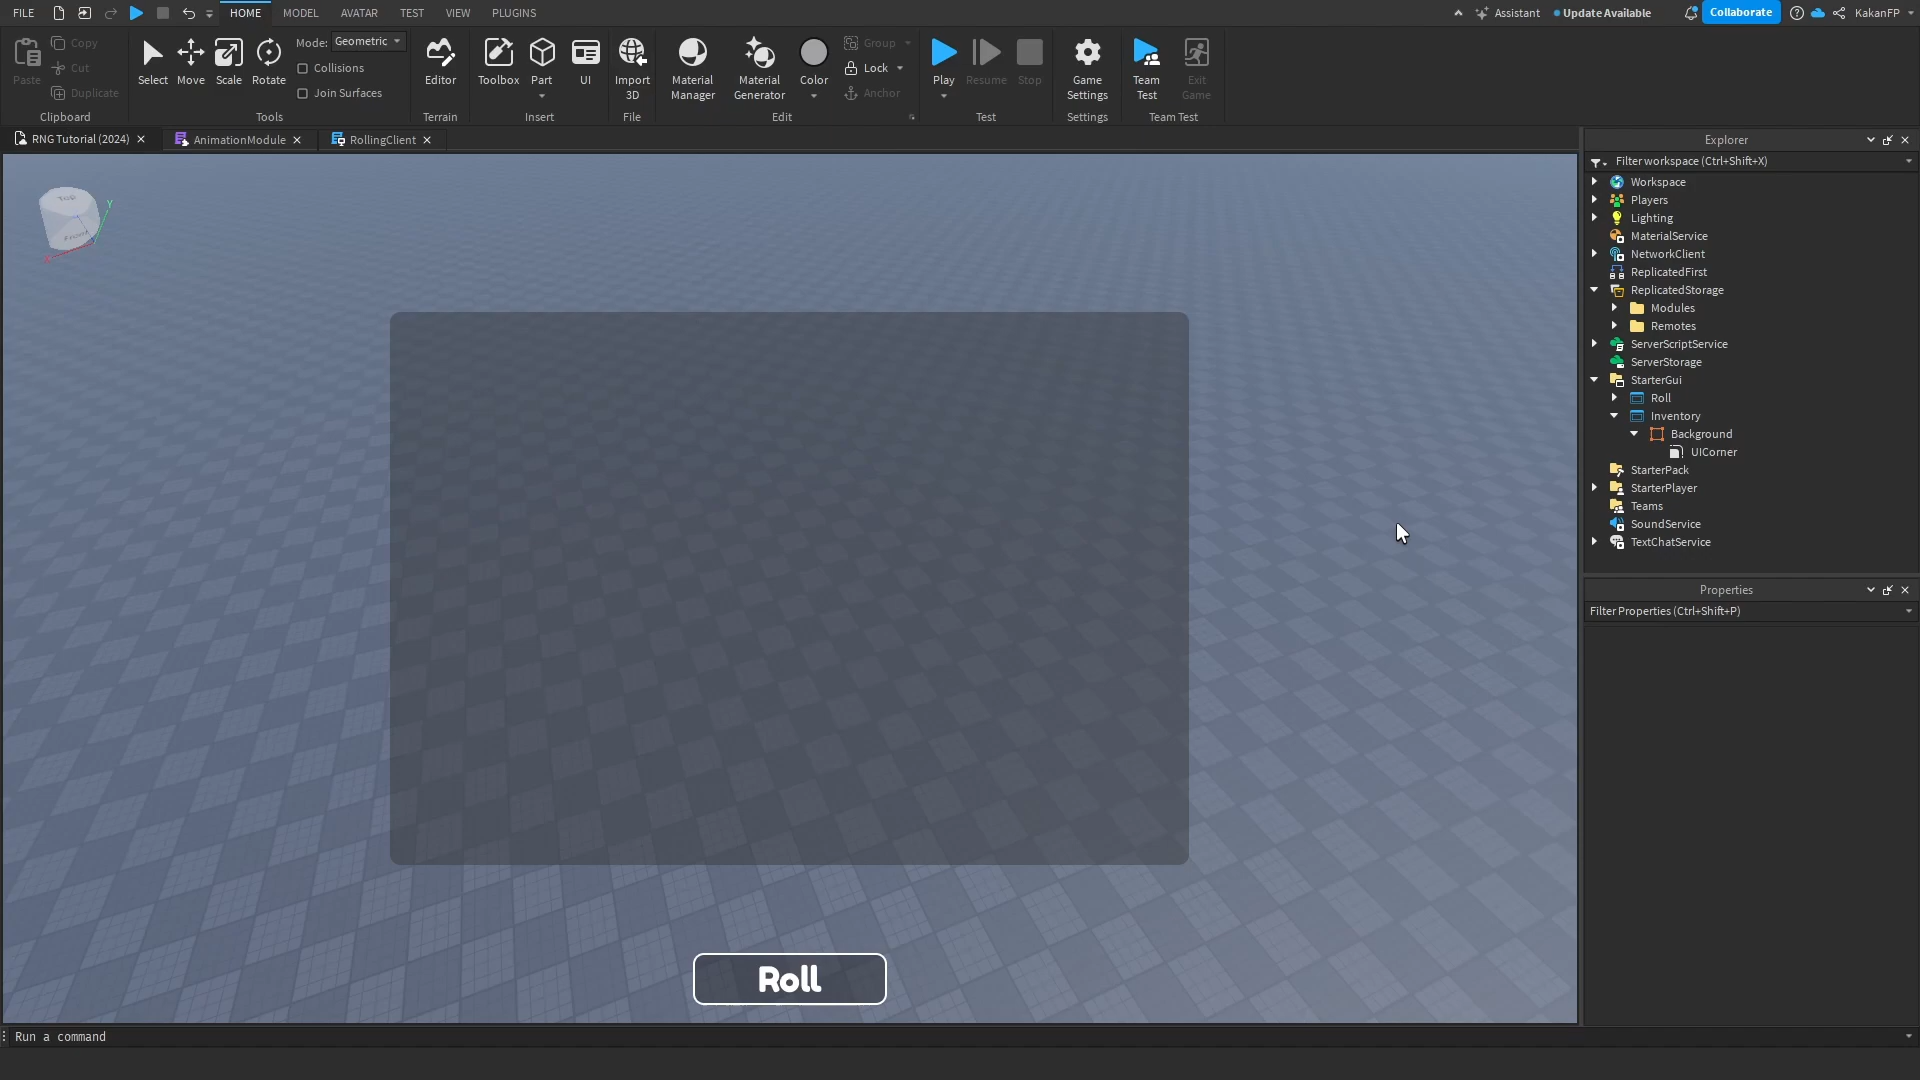 FILE HOME MODEL AVATAR TEST VIEW PLUGINS Assistant Update Available Collaborate KakanFP
Paste Copy Cut Duplicate
Clipboard
Select Move Scale Rotate Mode: Geometric
Collisions
Join Surfaces
Tools
Editor
Terrain
Toolbox Part UI
Insert
Import 3D
File
Material Manager Material Generator Color Group Lock Anchor
Edit
Play Resume Stop
Test
Game Settings
Settings
Team Test Exit Game
Team Test
RNG Tutorial (2024) AnimationModule RollingClient
Top
Y
X
Roll
Run a command
Explorer
Filter workspace (Ctrl+Shift+X)
Workspace
Players
Lighting
MaterialService
NetworkClient
ReplicatedFirst
ReplicatedStorage
Modules
Remotes
ServerScriptService
ServerStorage
StarterGui
Roll
Inventory
Background
UICorner
StarterPack
StarterPlayer
Teams
SoundService
TextChatService
Properties
Filter Properties (Ctrl+Shift+P)